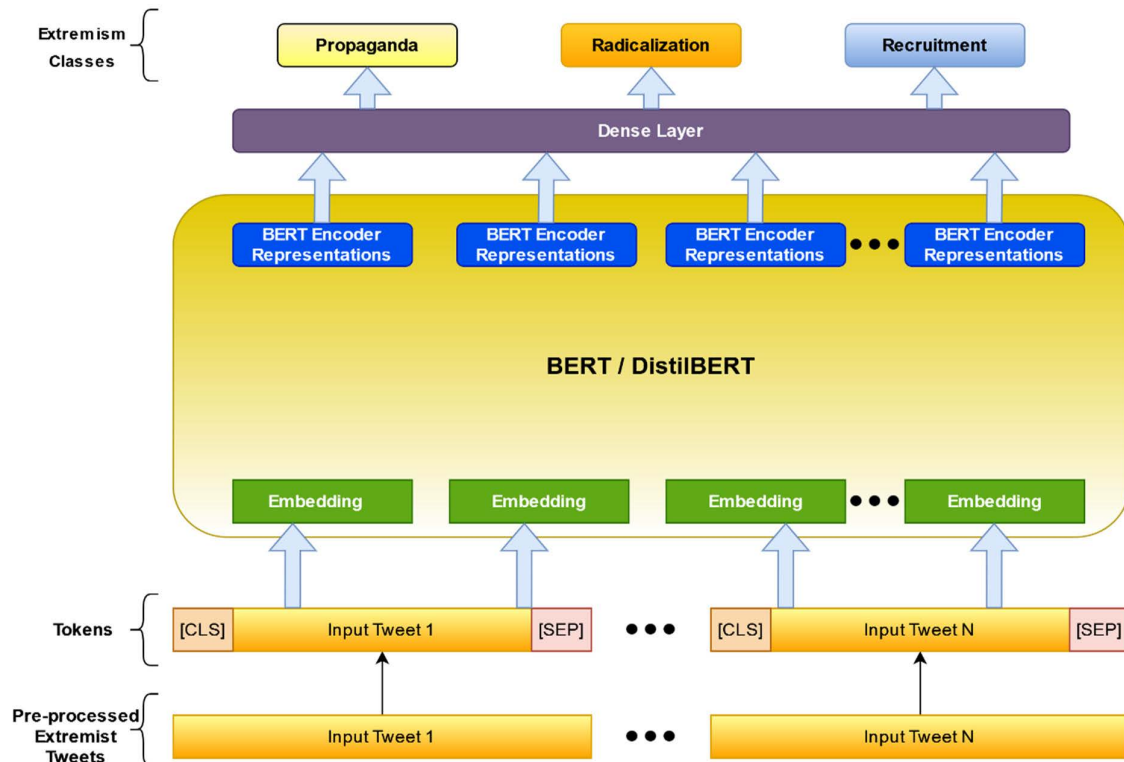 Extremism
Classes
Propaganda
Radicalization
Recruitment
Dense Layer
BERT Encoder
Representations
BERT Encoder
Representations
BERT Encoder
Representations
BERT Encoder
Representations
BERT / DistilBERT
Embedding
Embedding
Embedding
Embedding
Tokens
[CLS]
Input Tweet 1
[SEP]
[CLS]
Input Tweet N
[SEP]
Pre-processed
Extremist
Tweets
Input Tweet 1
Input Tweet N